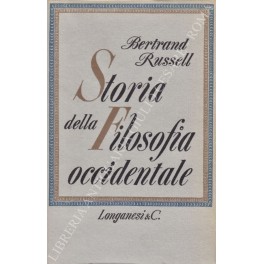 Bertrand
Russell
Storia
della Filosofia
occidentale
Longanesi & C.